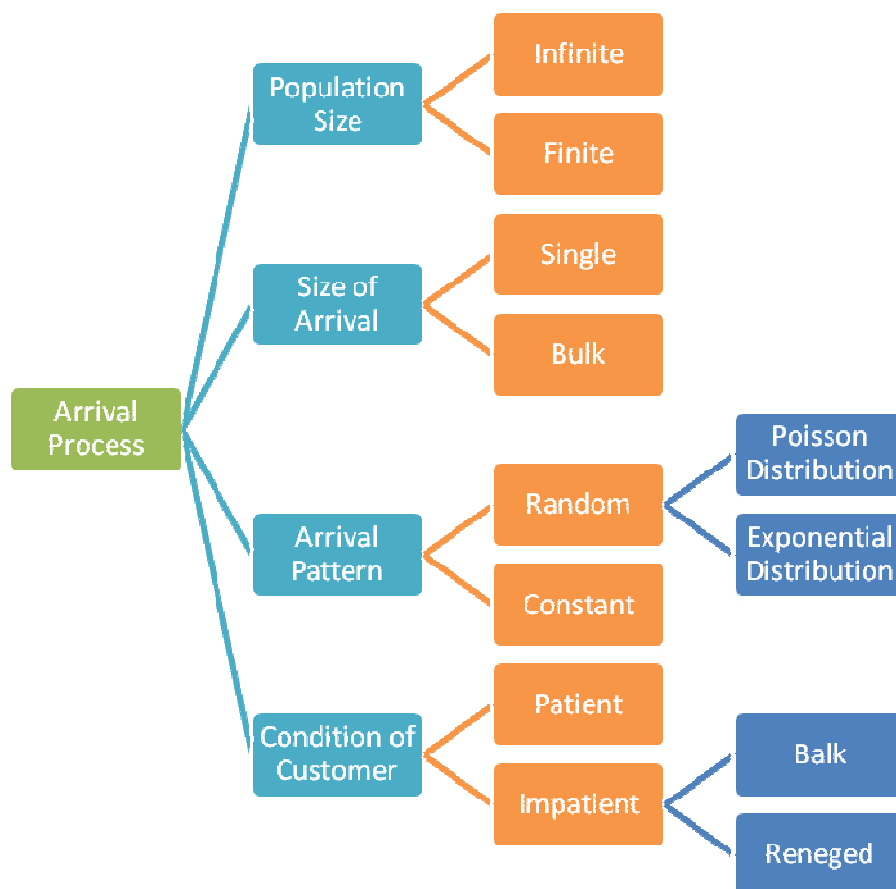 Infinite
Population
Size
Finite
Single
Size of
Arrival
Bulk
Arrival
Process
Poisson
Distribution
Random
Arrival
Pattern
Exponential
Distribution
Constant
Patient
Condition of
Customer
Balk
Impatient
Reneged